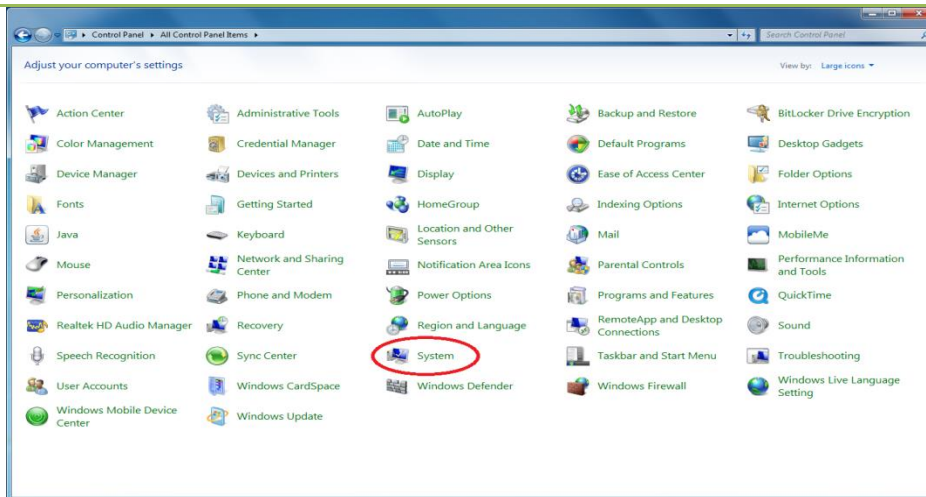 Control Panel ▸ All Control Panel Items ▸
Search Control Panel
Adjust your computer's settings
View by: Large icons
Action Center
Administrative Tools
AutoPlay
Backup and Restore
BitLocker Drive Encryption
Color Management
Credential Manager
Date and Time
Default Programs
Desktop Gadgets
Device Manager
Devices and Printers
Display
Ease of Access Center
Folder Options
Fonts
Getting Started
HomeGroup
Indexing Options
Internet Options
Java
Keyboard
Location and Other
Sensors
Mail
MobileMe
Mouse
Network and Sharing
Center
Notification Area Icons
Parental Controls
Performance Information
and Tools
Personalization
Phone and Modem
Power Options
Programs and Features
QuickTime
Realtek HD Audio Manager
Recovery
Region and Language
RemoteApp and Desktop
Connections
Sound
Speech Recognition
Sync Center
System
Taskbar and Start Menu
Troubleshooting
User Accounts
Windows CardSpace
Windows Defender
Windows Firewall
Windows Live Language
Setting
Windows Mobile Device
Center
Windows Update